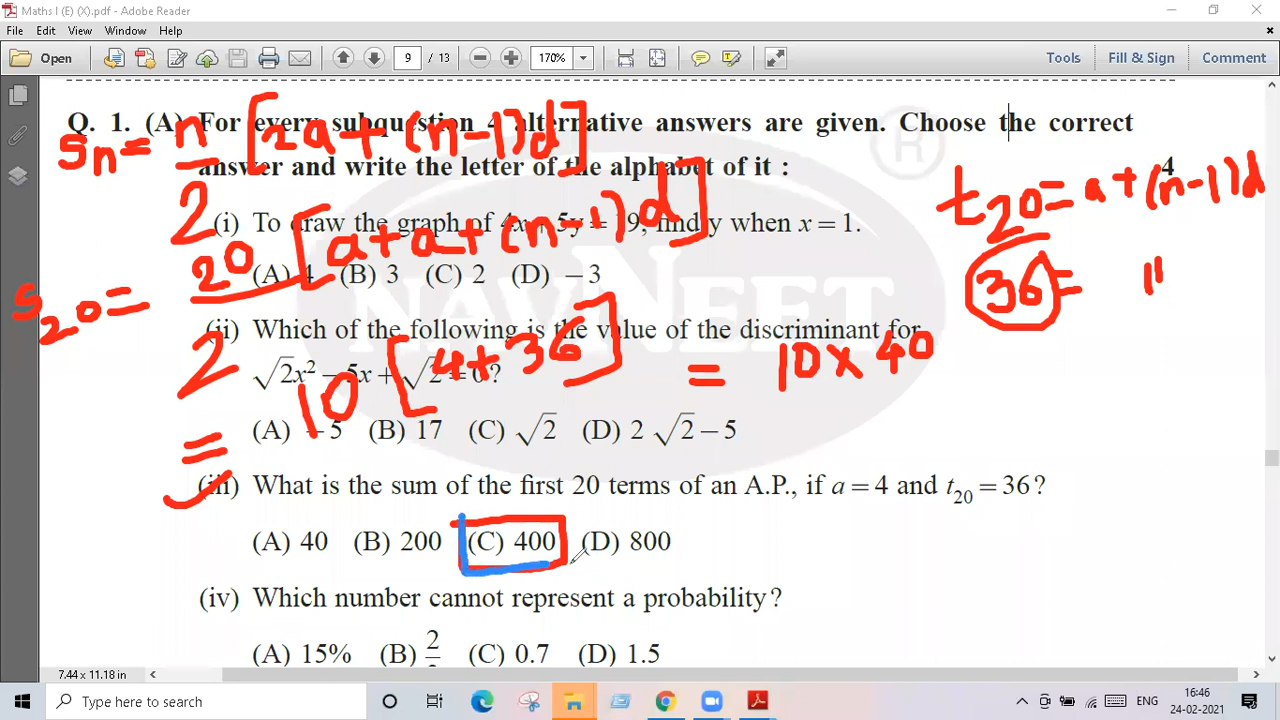 Maths I (E) (X).pdf - Adobe Reader
File Edit View Window Help
Open 9 / 13 170% Tools Fill & Sign Comment
Q. 1. (A) For every subquestion 4 alternative answers are given. Choose the correct
answer and write the letter of the alphabet of it : 4
Sn = n/2 [2a + (n-1)d]
t20 = a + (n-1)d
(i) To draw the graph of 4x + 5y = 19, find y when x = 1.
S20 = 20/2 [a + a + (n-1)d]
36 = "
(A) 4 (B) 3 (C) 2 (D) −3
NAVNEET
®
(ii) Which of the following is the value of the discriminant for
√2x² − 5x + √2 = 0?
= 10 [4+36] = 10 x 40
(A) −5 (B) 17 (C) √2 (D) 2 √2 − 5
(iii) What is the sum of the first 20 terms of an A.P., if a = 4 and t20 = 36?
(A) 40 (B) 200 (C) 400 (D) 800
(iv) Which number cannot represent a probability?
(A) 15% (B) 2 (C) 0.7 (D) 1.5
7.44 x 11.18 in
Type here to search ENG 16:46
24-02-2021